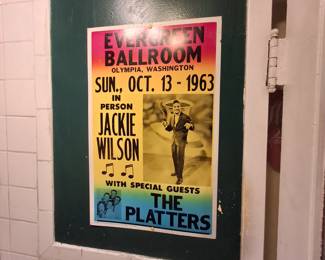 EVERGREEN
BALLROOM
OLYMPIA, WASHINGTON
SUN., OCT. 13 - 1963
IN
PERSON
JACKIE
WILSON
WITH SPECIAL GUESTS
THE
PLATTERS